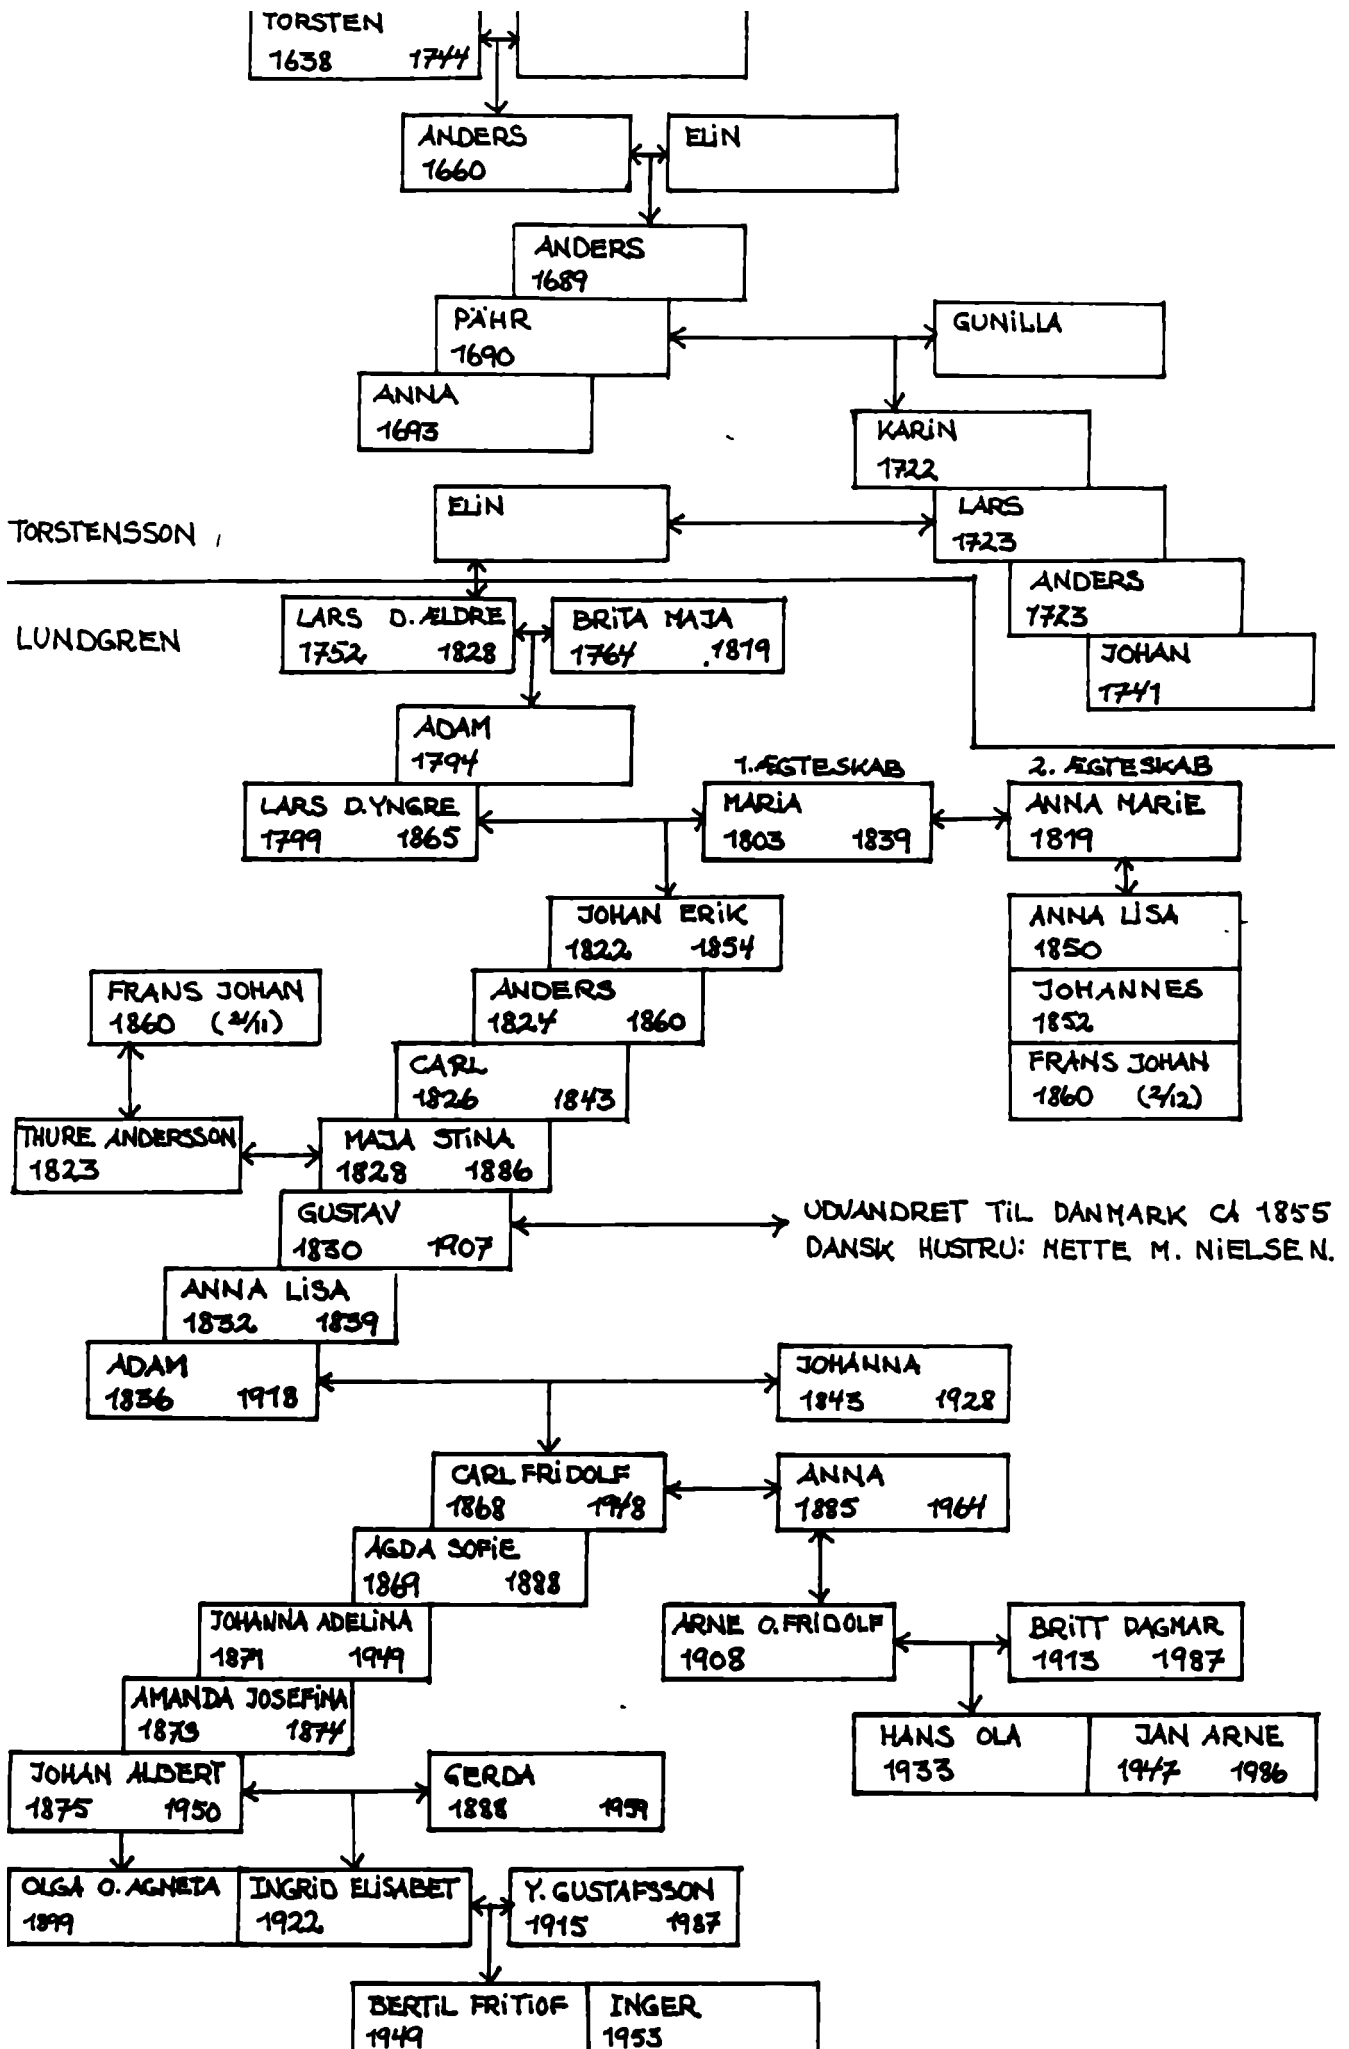 TORSTEN
1638 1744
ANDERS
1660
ELIN
ANDERS
1689
PÄHR
1690
GUNILLA
ANNA
1693
KARIN
1722
ELIN
LARS
1723
TORSTENSSON
ANDERS
1723
LARS D. ÆLDRE
1752 1828
BRITA MAJA
1764 1819
LUNDGREN
JOHAN
1741
ADAM
1794
1. ÆGTESKAB
2. ÆGTESKAB
LARS D. YNGRE
1799 1865
MARIA
1803 1839
ANNA MARIE
1819
JOHAN ERIK
1822 1854
ANNA LISA
1850
FRANS JOHAN
1860 (21/11)
ANDERS
1824 1860
JOHANNES
1852
CARL
1826 1843
FRANS JOHAN
1860 (2/12)
THURE ANDERSSON
1823
MAJA STINA
1828 1886
GUSTAV
1830 1907
UDVANDRET TIL DANMARK CA 1855
DANSK HUSTRU: METTE M. NIELSEN.
ANNA LISA
1832 1839
ADAM
1836 1918
JOHANNA
1843 1928
CARL FRIDOLF
1868 1948
ANNA
1885 1964
AGDA SOFIE
1869 1888
JOHANNA ADELINA
1871 1949
ARNE O. FRIDOLF
1908
BRITT DAGMAR
1913 1987
AMANDA JOSEFINA
1873 1874
HANS OLA
1933
JAN ARNE
1947 1986
JOHAN ALBERT
1875 1950
GERDA
1888 1959
OLGA O. AGNETA
1899
INGRID ELISABET
1922
Y. GUSTAFSSON
1915 1987
BERTIL FRITIOF
1949
INGER
1953